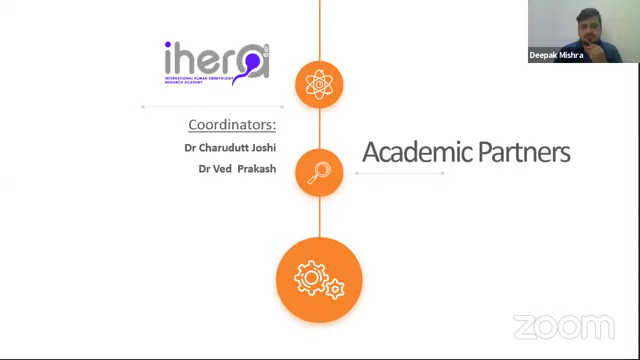 ihera
INTERNATIONAL HUMAN EMBRYOLOGY
RESEARCH ACADEMY
Coordinators:
Dr Charudutt Joshi
Dr Ved Prakash
Academic Partners
Deepak Mishra
zoom